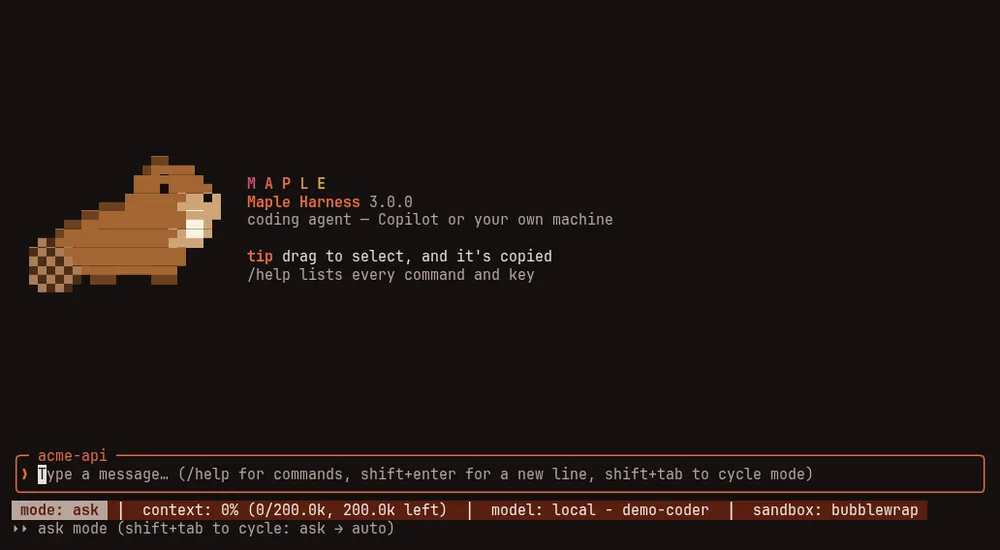 M A P L E
Maple Harness 3.0.0
coding agent — Copilot or your own machine
tip drag to select, and it's copied
/help lists every command and key
acme-api
❯ Type a message… (/help for commands, shift+enter for a new line, shift+tab to cycle mode)
mode: ask | context: 0% (0/200.0k, 200.0k left) | model: local - demo-coder | sandbox: bubblewrap
⏵⏵ ask mode (shift+tab to cycle: ask → auto)